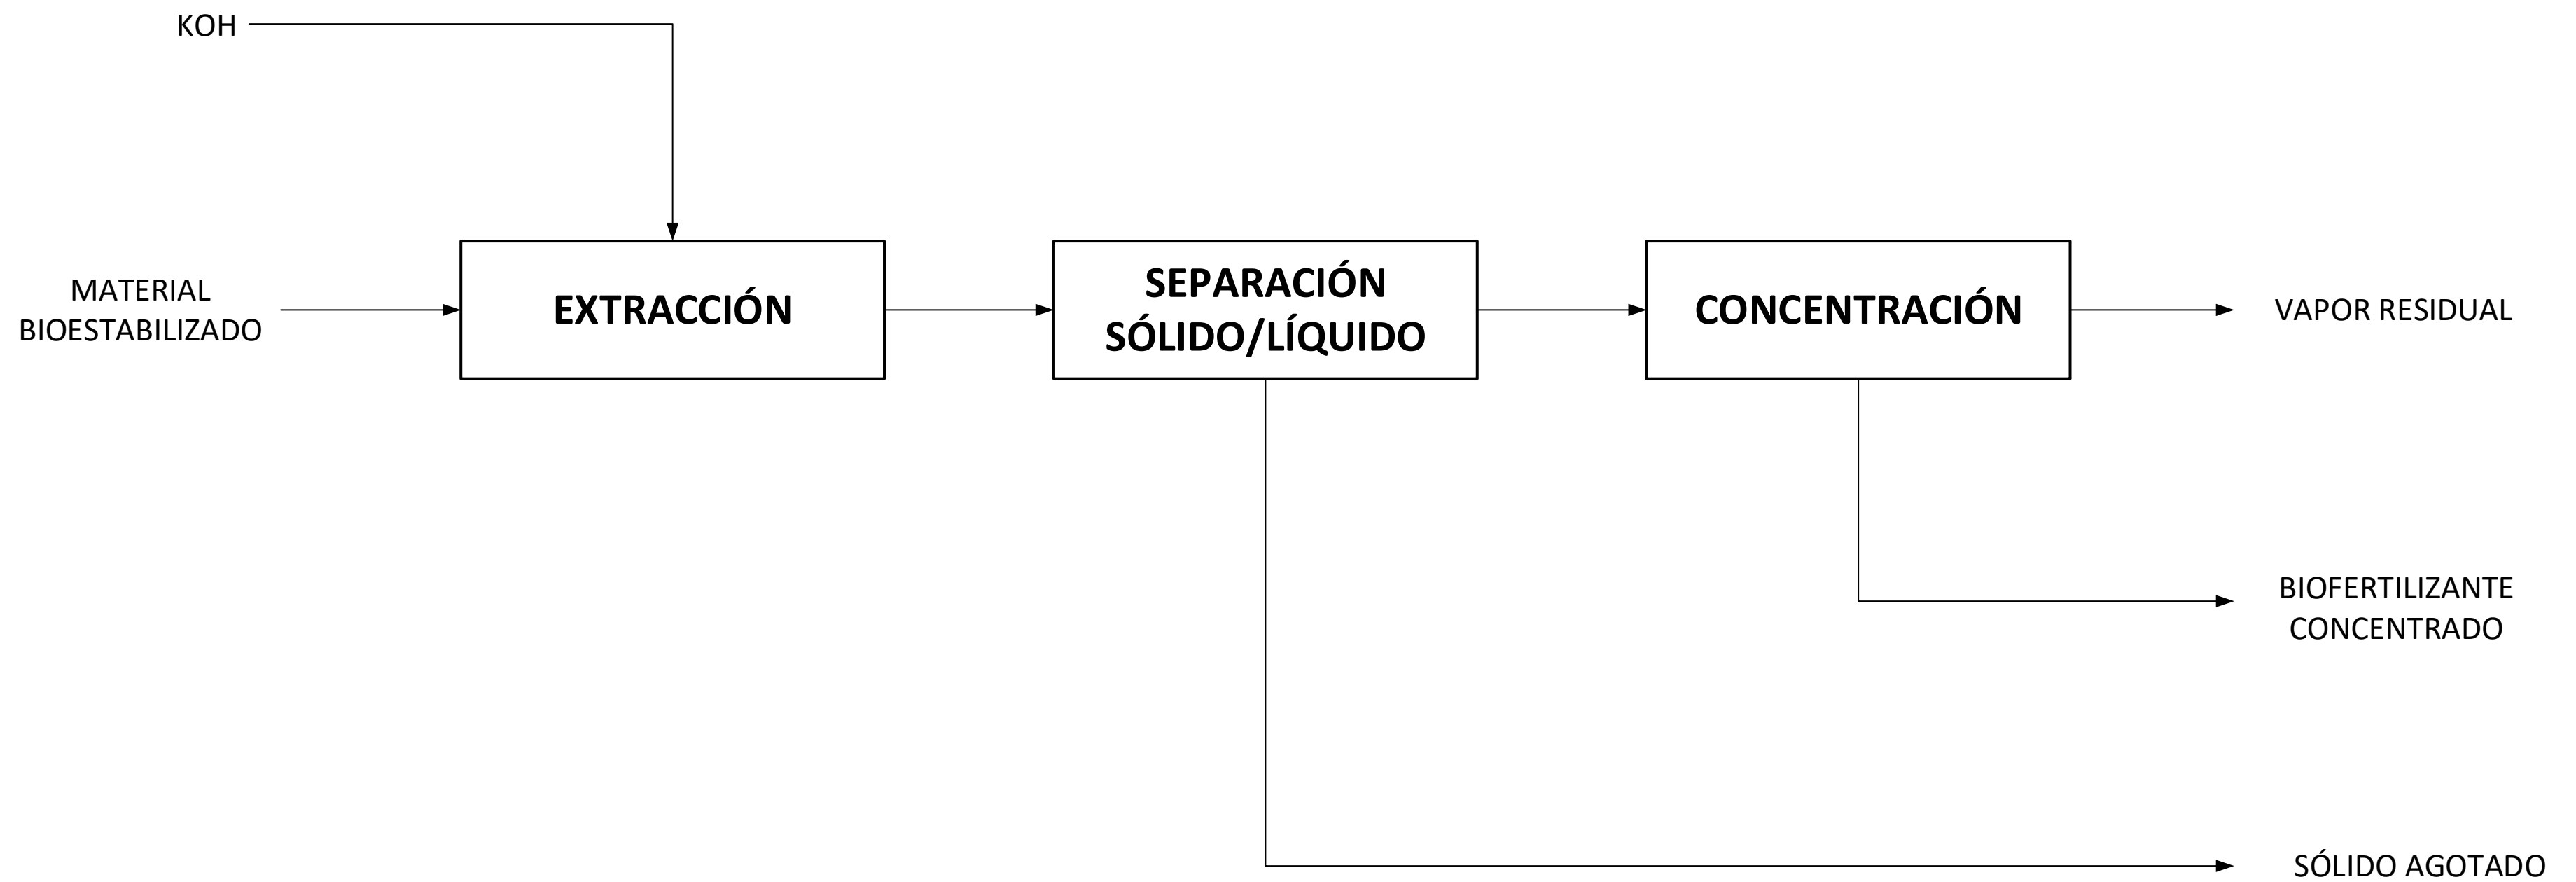 KOH
MATERIAL
BIOESTABILIZADO
EXTRACCIÓN
SEPARACIÓN
SÓLIDO/LÍQUIDO
CONCENTRACIÓN
VAPOR RESIDUAL
BIOFERTILIZANTE
CONCENTRADO
SÓLIDO AGOTADO